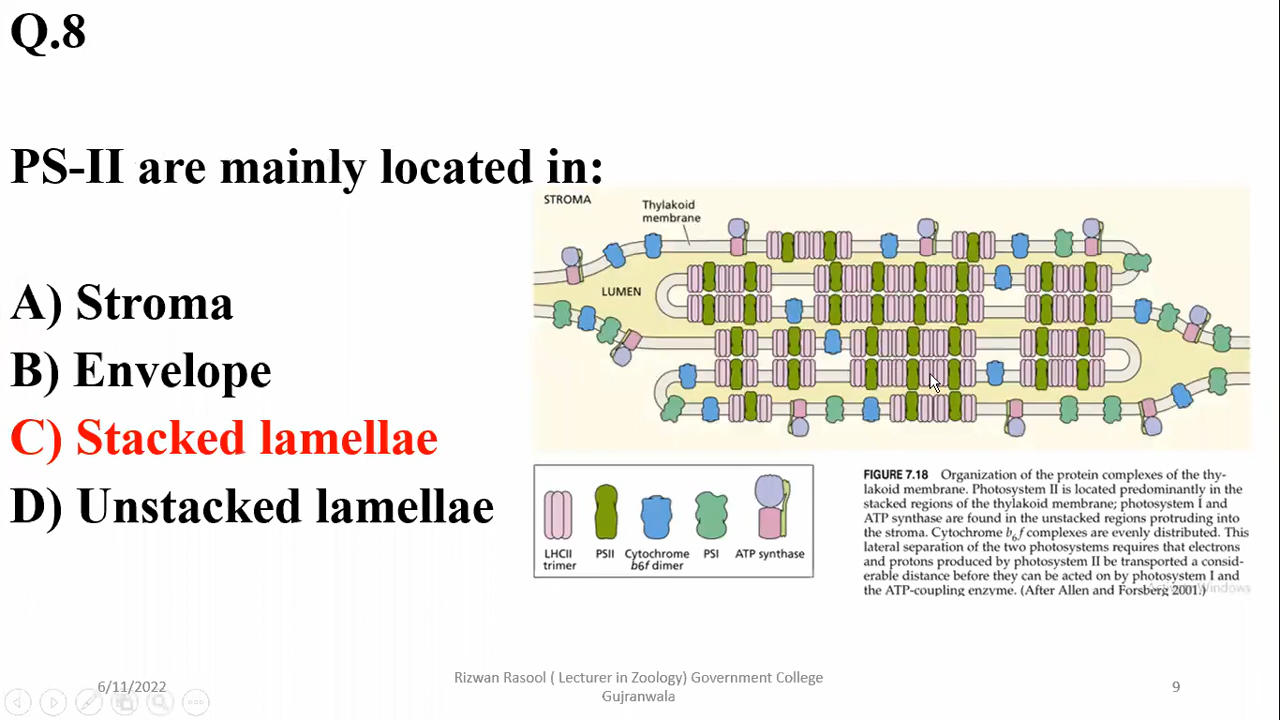 Q.8
PS-II are mainly located in:
A) Stroma
B) Envelope
C) Stacked lamellae
D) Unstacked lamellae
STROMA
Thylakoid
membrane
LUMEN
LHCII
trimer
PSII
Cytochrome
b6f dimer
PSI
ATP synthase
FIGURE 7.18 Organization of the protein complexes of the thy-
lakoid membrane. Photosystem II is located predominantly in the
stacked regions of the thylakoid membrane; photosystem I and
ATP synthase are found in the unstacked regions protruding into
the stroma. Cytochrome b6f complexes are evenly distributed. This
lateral separation of the two photosystems requires that electrons
and protons produced by photosystem II be transported a consid-
erable distance before they can be acted on by photosystem I and
the ATP-coupling enzyme. (After Allen and Forsberg 2001.)
6/11/2022
Rizwan Rasool ( Lecturer in Zoology) Government College
Gujranwala
9